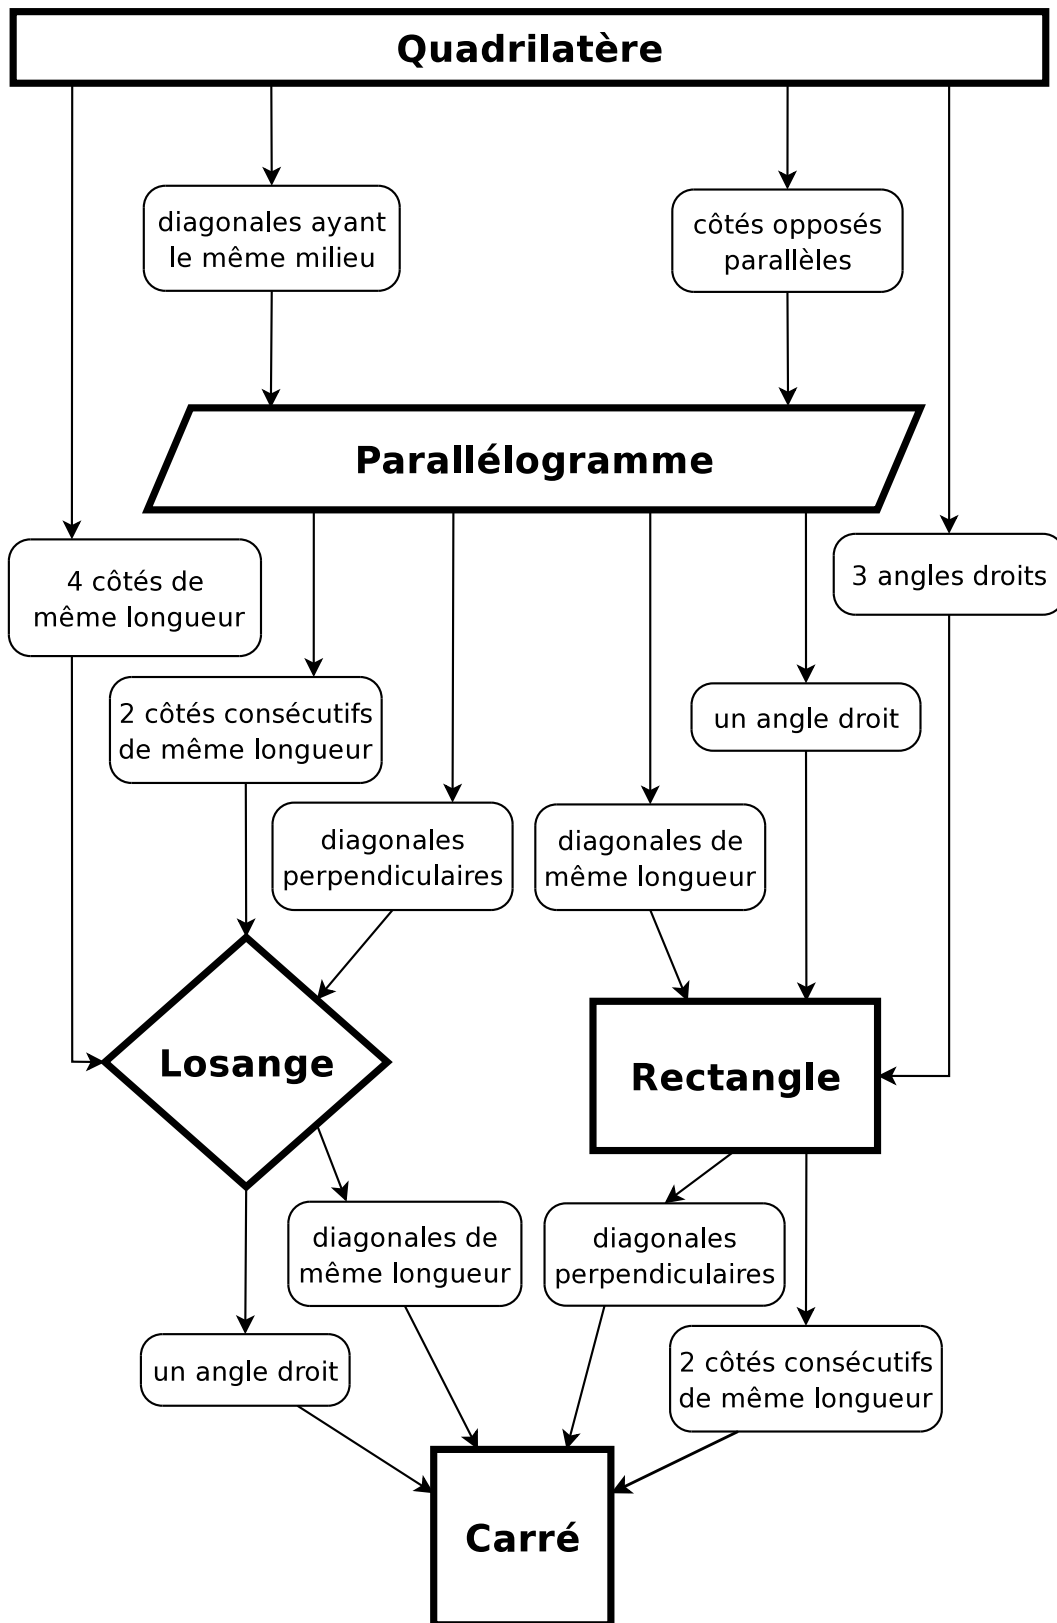 Quadrilatère
diagonales ayant
le même milieu
côtés opposés
parallèles
Parallélogramme
4 côtés de
même longueur
3 angles droits
2 côtés consécutifs
de même longueur
un angle droit
diagonales
perpendiculaires
diagonales de
même longueur
Losange
Rectangle
diagonales de
même longueur
diagonales
perpendiculaires
un angle droit
2 côtés consécutifs
de même longueur
Carré